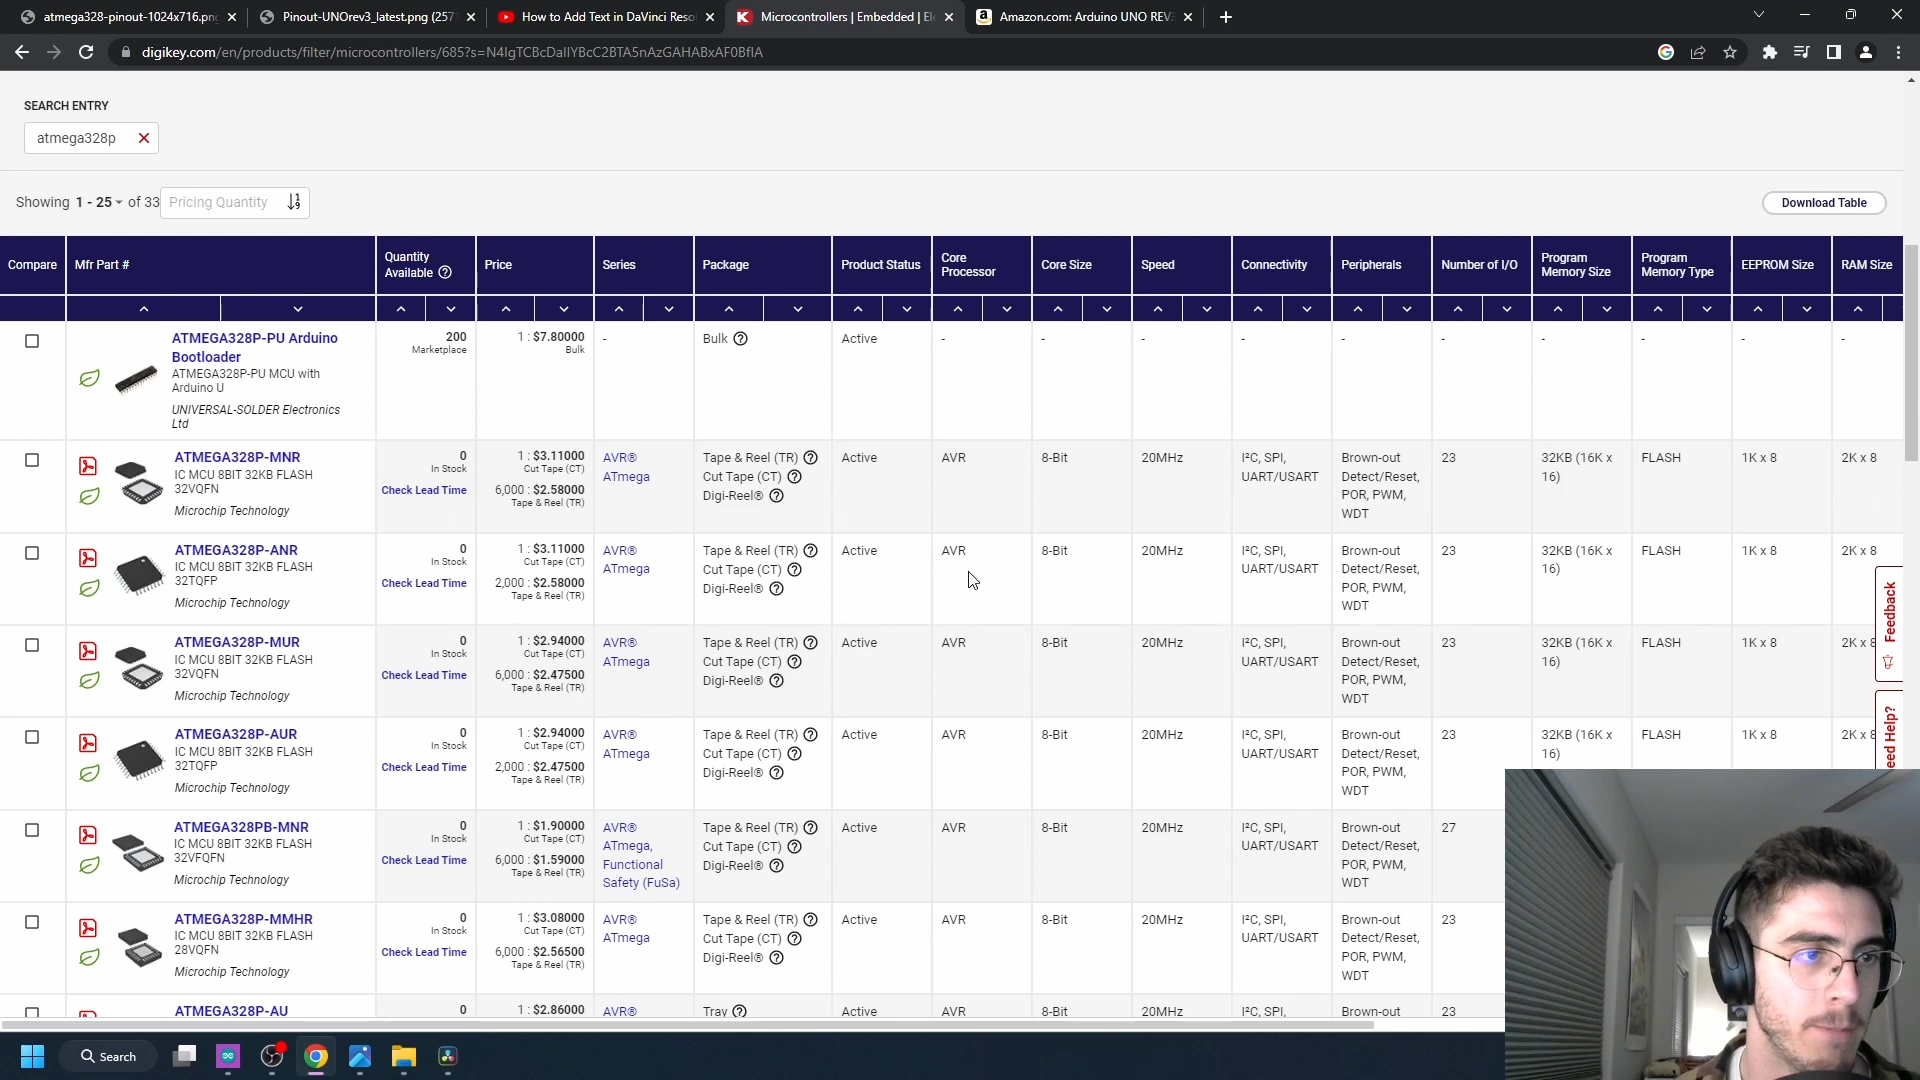 atmega328-pinout-1024x716.pn
Pinout-UNOrev3_latest.png (257
How to Add Text in DaVinci Reso
Microcontrollers | Embedded | El
Amazon.com: Arduino UNO REV
digikey.com/en/products/filter/microcontrollers/685?s=
SEARCH ENTRY
atmega328p
Showing 1 - 25 of 33
Pricing Quantity
Download Table
Compare
Mfr Part #
Quantity Available
Price
Series
Package
Product Status
Core Processor
Core Size
Speed
Connectivity
Peripherals
Number of I/O
Program Memory Size
Program Memory Type
EEPROM Size
RAM Size
ATMEGA328P-PU Arduino
Bootloader
ATMEGA328P-PU MCU with
Arduino U
UNIVERSAL-SOLDER Electronics
Ltd
200
Marketplace
1 : $7.80000
Bulk
-
Bulk
Active
-
-
-
-
-
-
-
-
-
-
ATMEGA328P-MNR
IC MCU 8BIT 32KB FLASH
32VQFN
Microchip Technology
0
In Stock
Check Lead Time
1 : $3.11000
Cut Tape (CT)
6,000 : $2.58000
Tape & Reel (TR)
AVR®
ATmega
Tape & Reel (TR)
Cut Tape (CT)
Digi-Reel®
Active
AVR
8-Bit
20MHz
I²C, SPI,
UART/USART
Brown-out
Detect/Reset,
POR, PWM,
WDT
23
32KB (16K x
16)
FLASH
1K x 8
2K x 8
ATMEGA328P-ANR
IC MCU 8BIT 32KB FLASH
32TQFP
Microchip Technology
0
In Stock
Check Lead Time
1 : $3.11000
Cut Tape (CT)
2,000 : $2.58000
Tape & Reel (TR)
AVR®
ATmega
Tape & Reel (TR)
Cut Tape (CT)
Digi-Reel®
Active
AVR
8-Bit
20MHz
I²C, SPI,
UART/USART
Brown-out
Detect/Reset,
POR, PWM,
WDT
23
32KB (16K x
16)
FLASH
1K x 8
2K x 8
Feedback
ATMEGA328P-MUR
IC MCU 8BIT 32KB FLASH
32VQFN
Microchip Technology
0
In Stock
Check Lead Time
1 : $2.94000
Cut Tape (CT)
6,000 : $2.47500
Tape & Reel (TR)
AVR®
ATmega
Tape & Reel (TR)
Cut Tape (CT)
Digi-Reel®
Active
AVR
8-Bit
20MHz
I²C, SPI,
UART/USART
Brown-out
Detect/Reset,
POR, PWM,
WDT
23
32KB (16K x
16)
FLASH
1K x 8
2K x 8
ATMEGA328P-AUR
IC MCU 8BIT 32KB FLASH
32TQFP
Microchip Technology
0
In Stock
Check Lead Time
1 : $2.94000
Cut Tape (CT)
2,000 : $2.47500
Tape & Reel (TR)
AVR®
ATmega
Tape & Reel (TR)
Cut Tape (CT)
Digi-Reel®
Active
AVR
8-Bit
20MHz
I²C, SPI,
UART/USART
Brown-out
Detect/Reset,
POR, PWM,
WDT
23
32KB (16K x
16)
FLASH
1K x 8
2K x 8
eed Help?
ATMEGA328PB-MNR
IC MCU 8BIT 32KB FLASH
32VFQFN
Microchip Technology
0
In Stock
Check Lead Time
1 : $1.90000
Cut Tape (CT)
6,000 : $1.59000
Tape & Reel (TR)
AVR®
ATmega,
Functional
Safety (FuSa)
Tape & Reel (TR)
Cut Tape (CT)
Digi-Reel®
Active
AVR
8-Bit
20MHz
I²C, SPI,
UART/USART
Brown-out
Detect/Reset,
POR, PWM,
WDT
27
ATMEGA328P-MMHR
IC MCU 8BIT 32KB FLASH
28VQFN
Microchip Technology
0
In Stock
Check Lead Time
1 : $3.08000
Cut Tape (CT)
6,000 : $2.56500
Tape & Reel (TR)
AVR®
ATmega
Tape & Reel (TR)
Cut Tape (CT)
Digi-Reel®
Active
AVR
8-Bit
20MHz
I²C, SPI,
UART/USART
Brown-out
Detect/Reset,
POR, PWM,
WDT
23
ATMEGA328P-AU
0
1 : $2.86000
AVR®
Tray
Active
AVR
8-Bit
20MHz
I²C, SPI,
Brown-out
23
Search